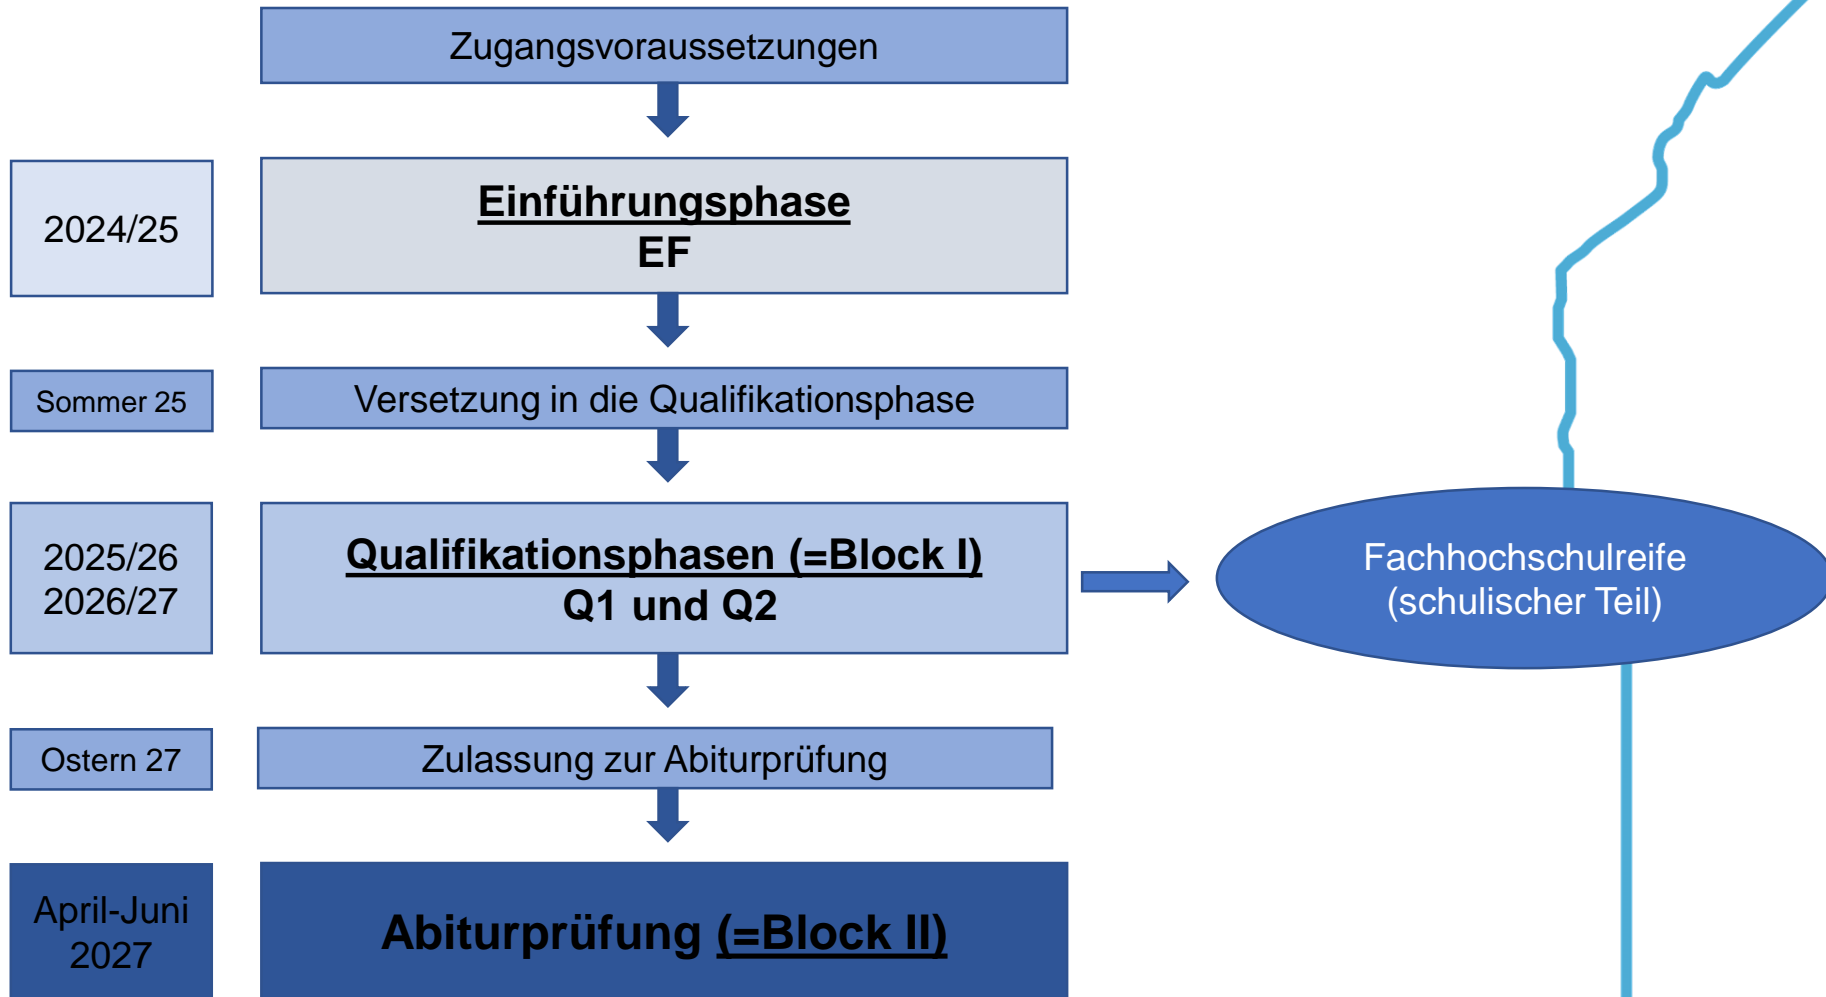 Zugangsvoraussetzungen
2024/25
Einführungsphase
EF
Sommer 25
Versetzung in die Qualifikationsphase
2025/26
2026/27
Qualifikationsphasen (=Block I)
Q1 und Q2
Fachhochschulreife
(schulischer Teil)
Ostern 27
Zulassung zur Abiturprüfung
April-Juni
2027
Abiturprüfung (=Block II)